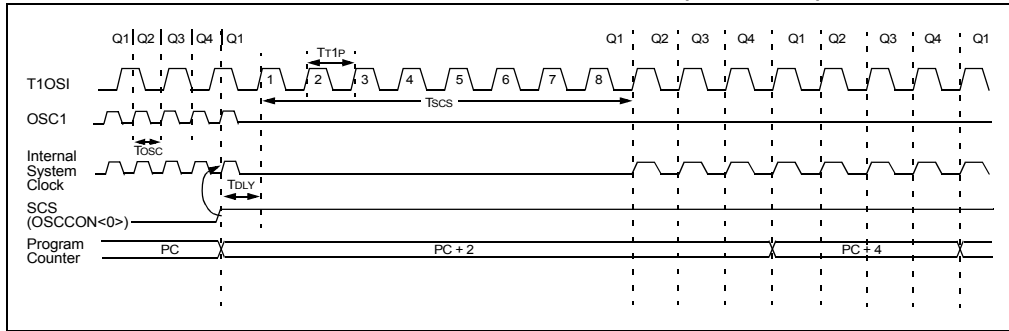 Q1 Q2 Q3 Q4 Q1 Q1 Q2 Q3 Q4 Q1 Q2 Q3 Q4 Q1
TT1P
T1OSI 1 2 3 4 5 6 7 8
TSCS
OSC1
TOSC
Internal
System
Clock
TDLY
SCS
(OSCCON<0>)
Program
Counter
PC PC + 2 PC + 4